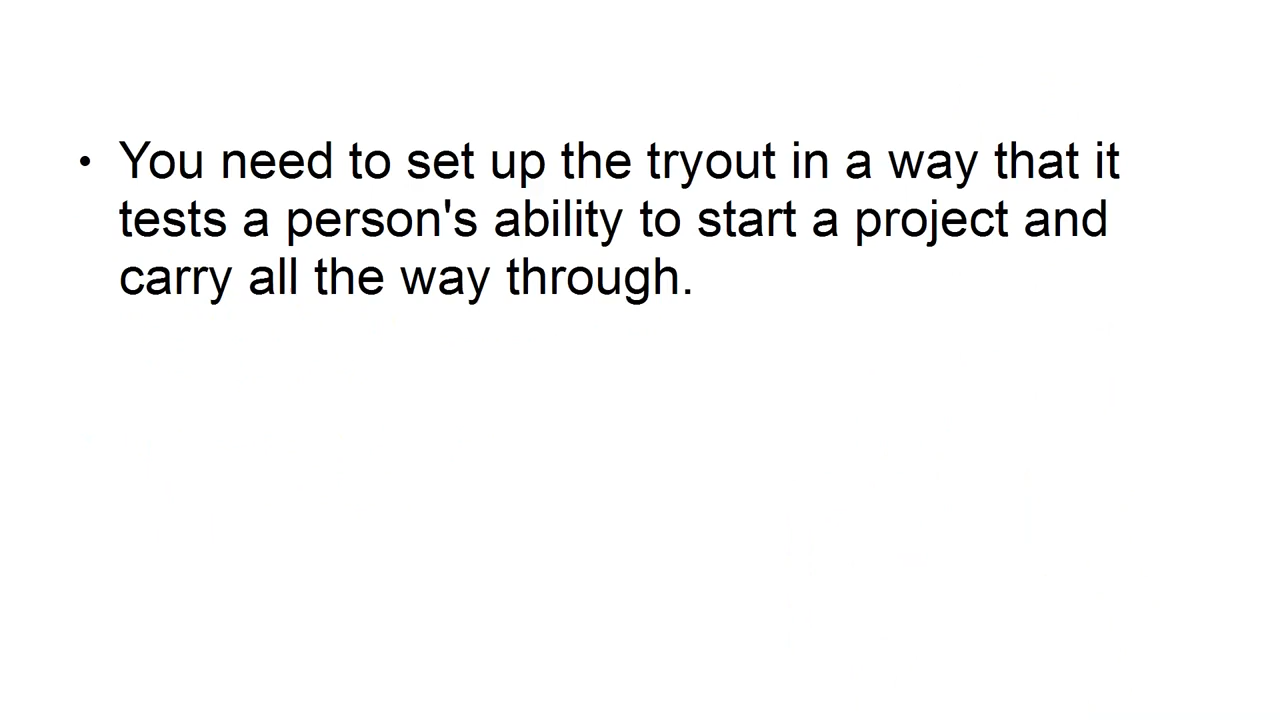 • You need to set up the tryout in a way that it
tests a person's ability to start a project and
carry all the way through.